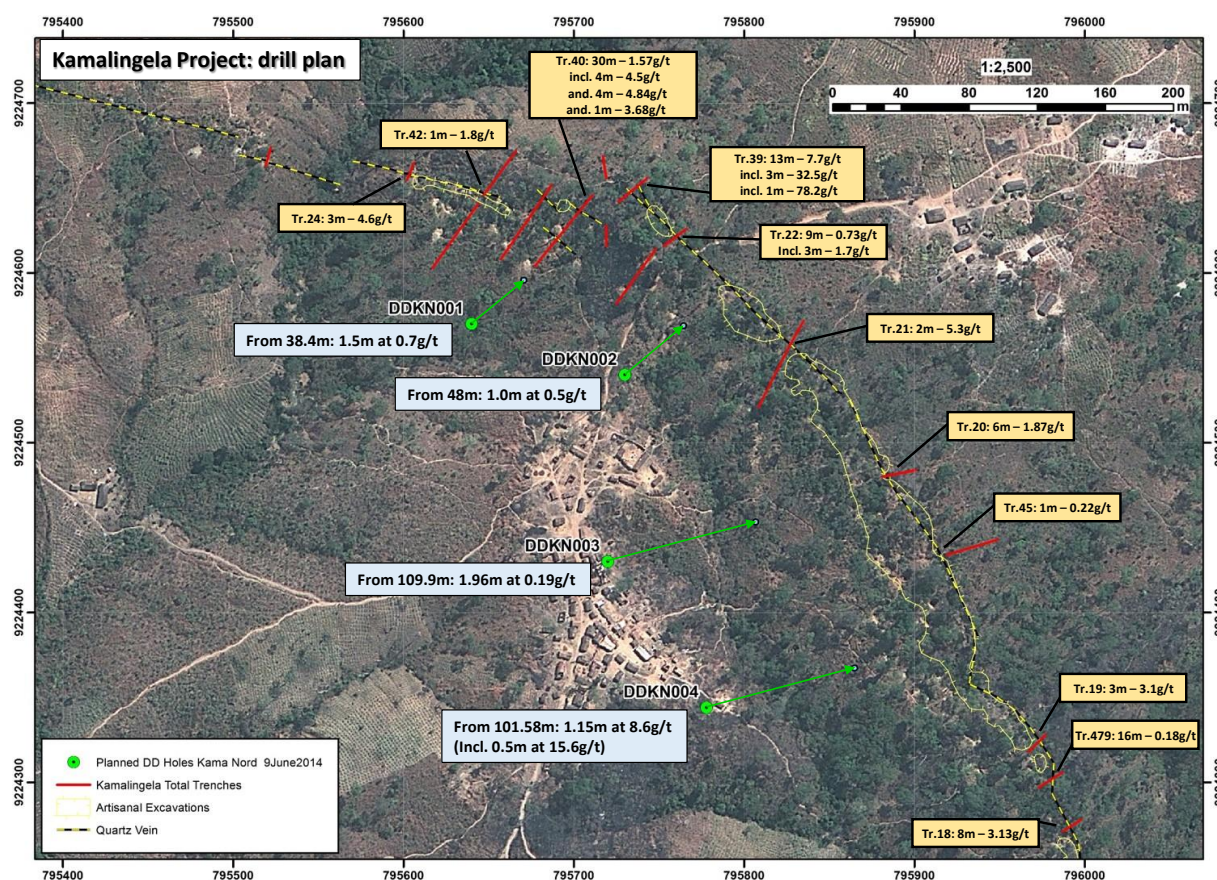 795400 795500 795600 795700 795800 795900 796000
Kamalingela Project: drill plan
1:2,500
0 40 80 120 160 200
m
Tr.40: 30m – 1.57g/t
incl. 4m – 4.5g/t
and. 4m – 4.84g/t
and. 1m – 3.68g/t
9224700
Tr.42: 1m – 1.8g/t
Tr.39: 13m – 7.7g/t
incl. 3m – 32.5g/t
incl. 1m – 78.2g/t
Tr.24: 3m – 4.6g/t
Tr.22: 9m – 0.73g/t
Incl. 3m – 1.7g/t
9224600
DDKN001
From 38.4m: 1.5m at 0.7g/t
Tr.21: 2m – 5.3g/t
DDKN002
From 48m: 1.0m at 0.5g/t
9224500
Tr.20: 6m – 1.87g/t
Tr.45: 1m – 0.22g/t
DDKN003
From 109.9m: 1.96m at 0.19g/t
9224400
DDKN004
Tr.19: 3m – 3.1g/t
From 101.58m: 1.15m at 8.6g/t
(Incl. 0.5m at 15.6g/t)
Tr.479: 16m – 0.18g/t
9224300
Tr.18: 8m – 3.13g/t
Planned DD Holes Kama Nord 9June2014
Kamalingela Total Trenches
Artisanal Excavations
Quartz Vein
795400 795500 795600 795700 795800 795900 796000